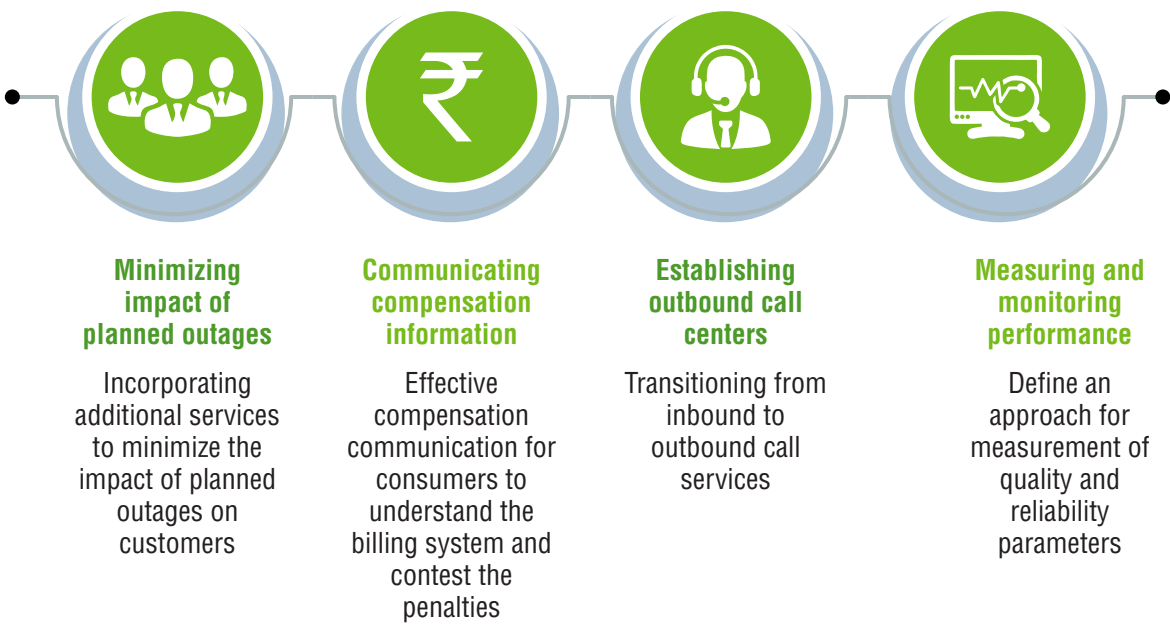 Minimizing
impact of
planned outages
Incorporating
additional services
to minimize the
impact of planned
outages on
customers
Communicating
compensation
information
Effective
compensation
communication for
consumers to
understand the
billing system and
contest the
penalties
Establishing
outbound call
centers
Transitioning from
inbound to
outbound call
services
Measuring and
monitoring
performance
Define an
approach for
measurement of
quality and
reliability
parameters